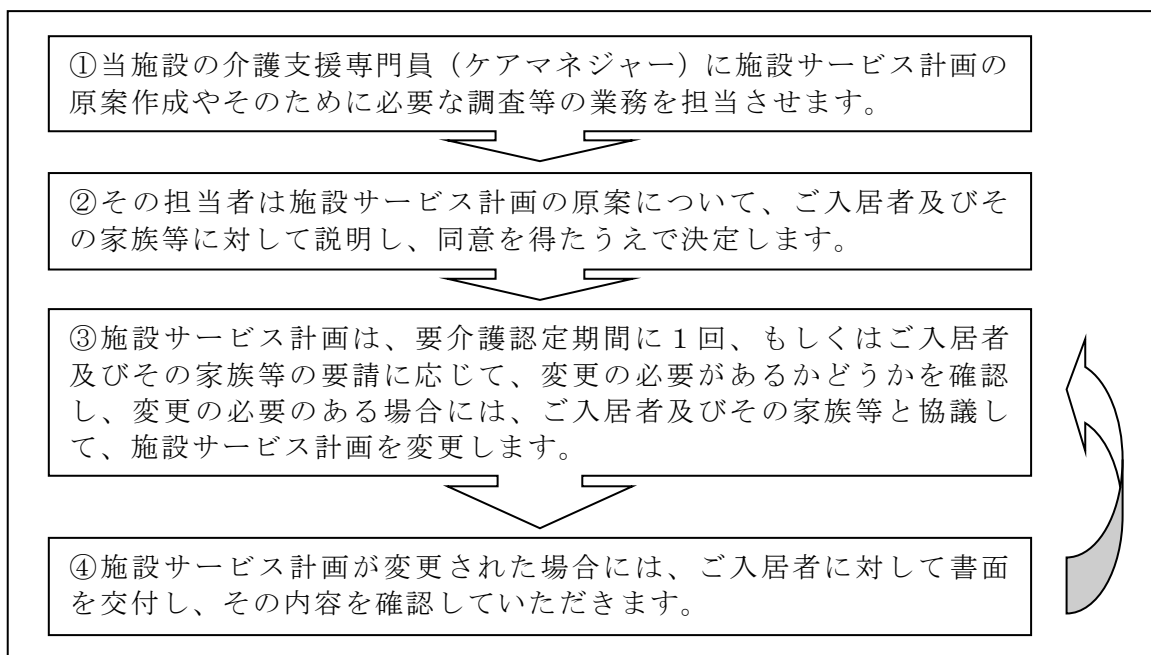 ①当施設の介護支援専門員（ケアマネジャー）に施設サービス計画の
原案作成やそのために必要な調査等の業務を担当させます。
②その担当者は施設サービス計画の原案について、ご入居者及びそ
の家族等に対して説明し、同意を得たうえで決定します。
③施設サービス計画は、要介護認定期間に１回、もしくはご入居者
及びその家族等の要請に応じて、変更の必要があるかどうかを確認
し、変更の必要のある場合には、ご入居者及びその家族等と協議し
て、施設サービス計画を変更します。
④施設サービス計画が変更された場合には、ご入居者に対して書面
を交付し、その内容を確認していただきます。